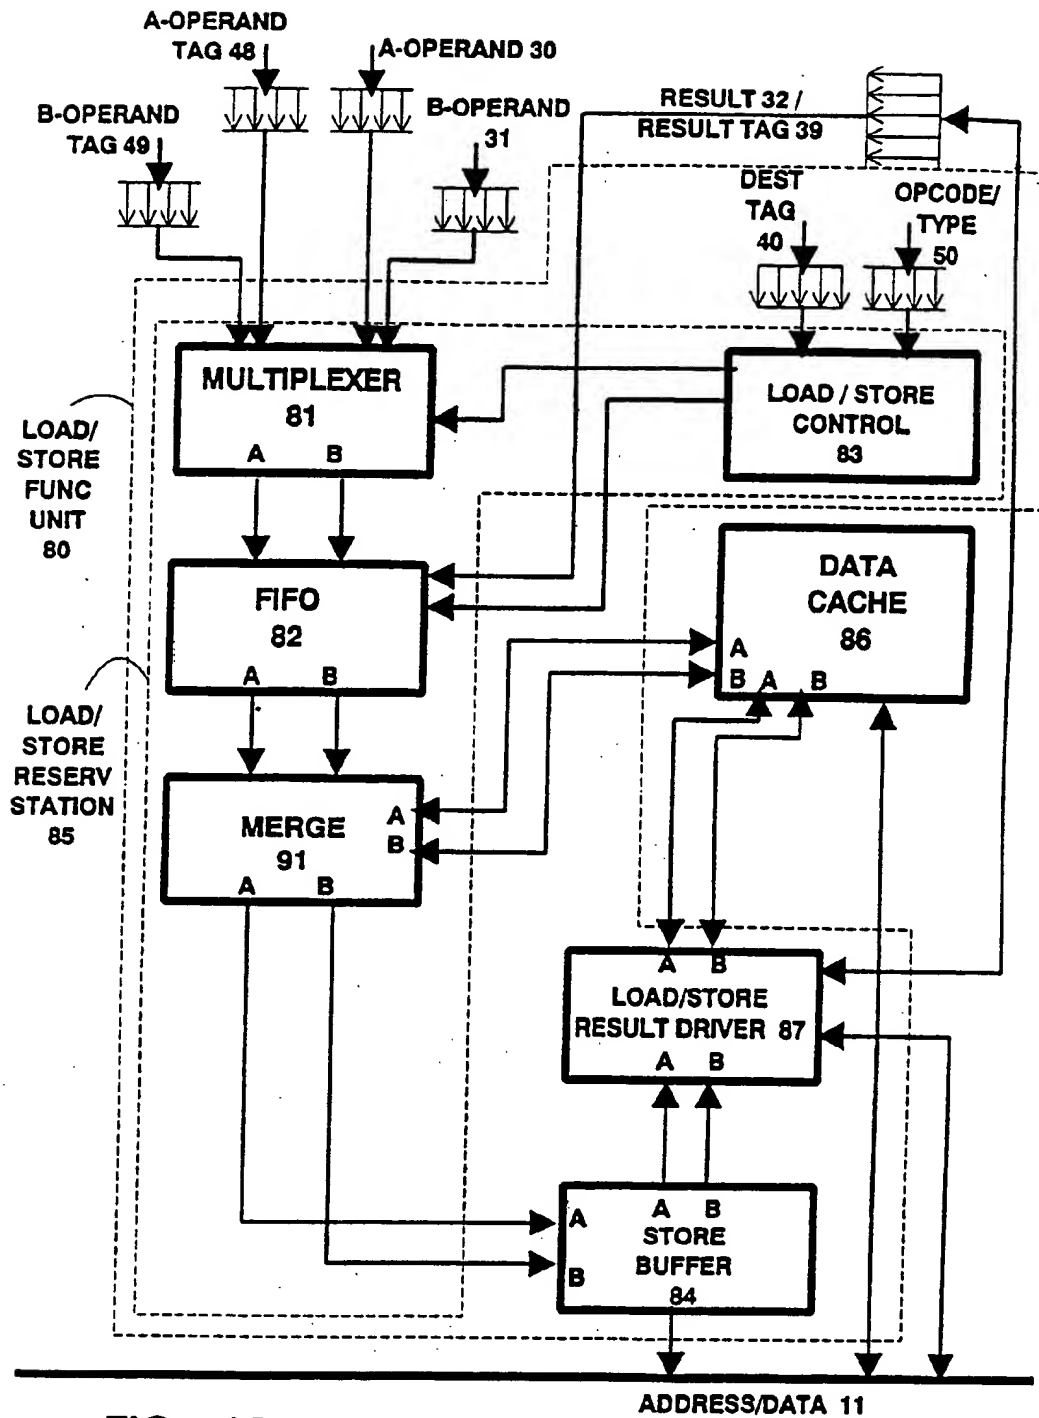 A-OPERAND
TAG 48
A-OPERAND 30
B-OPERAND
TAG 49
B-OPERAND
31
RESULT 32 /
RESULT TAG 39
DEST
TAG
40
OPCODE/
TYPE
50
MULTIPLEXER
81
A B
LOAD / STORE
CONTROL
83
LOAD/
STORE
FUNC
UNIT
80
FIFO
82
A B
DATA
CACHE
86
A
B A B
LOAD/
STORE
RESERV
STATION
85
MERGE
91
A
B
A B
A B
LOAD/STORE
RESULT DRIVER 87
A B
A B
A
STORE
BUFFER
B
84
ADDRESS/DATA 11